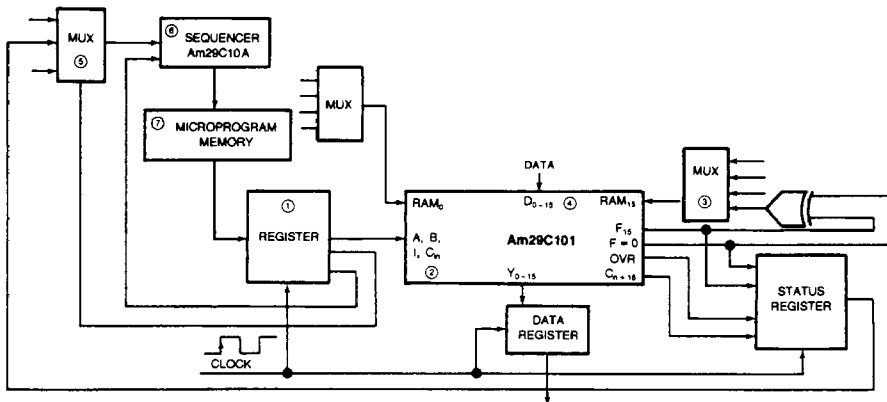 MUX
⑤
⑥ SEQUENCER
Am29C10A
⑦ MICROPROGRAM
MEMORY
MUX
①
REGISTER
DATA
RAM₀
D₀₋₁₅ ④
RAM₁₅
A, B,
I, Cᵢₙ
②
Am29C101
F₁₅
F = 0
OVR
Cₙ₊₁₆
Y₀₋₁₅
MUX
③
STATUS
REGISTER
DATA
REGISTER
CLOCK